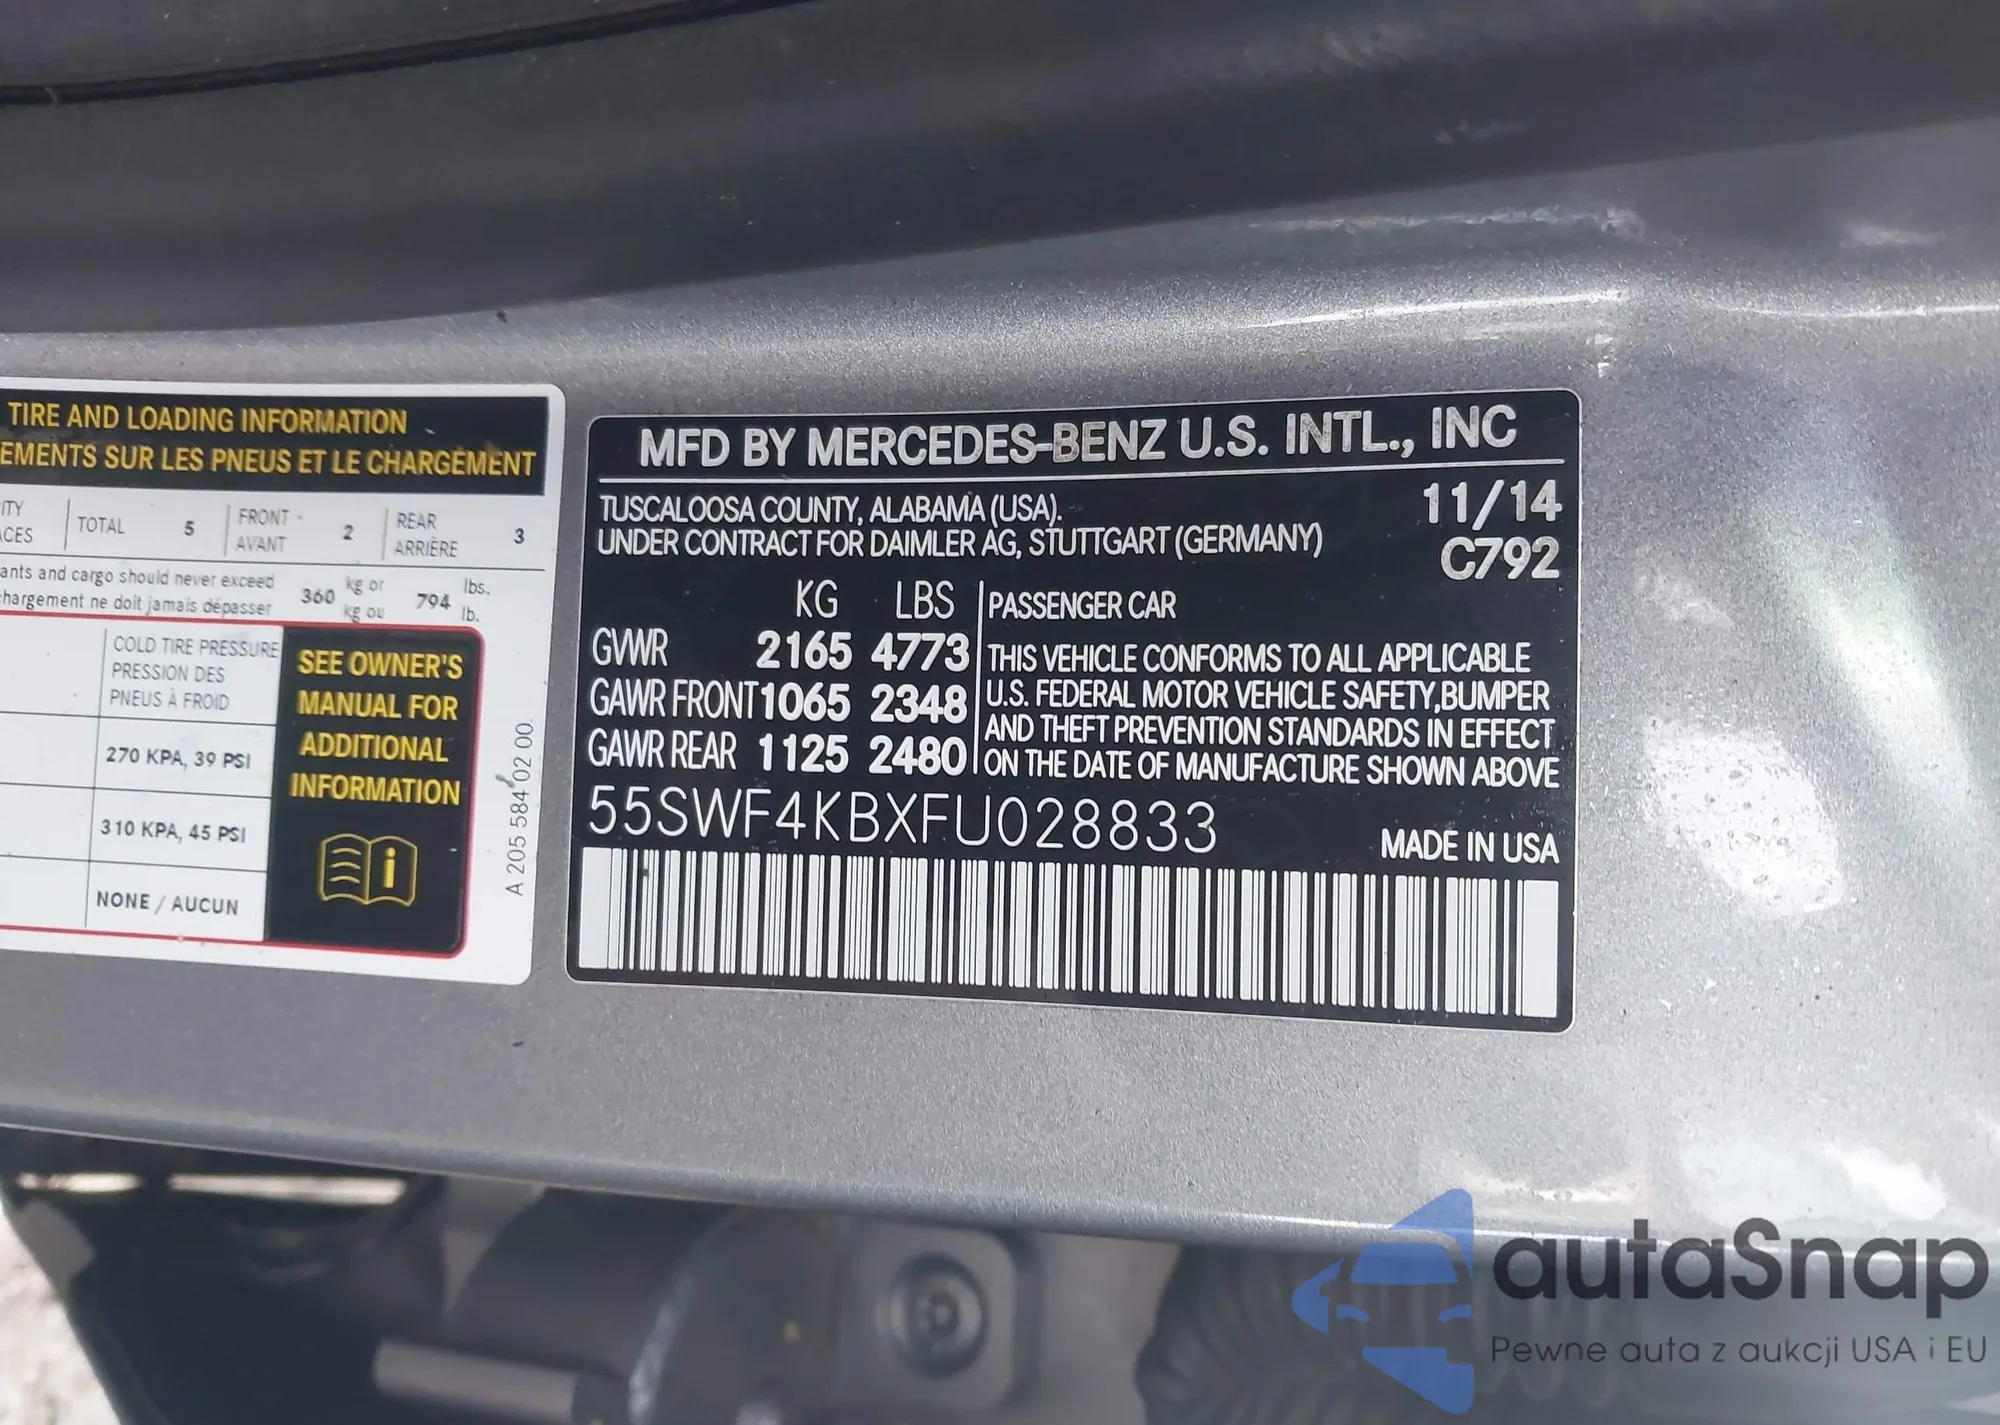 TIRE AND LOADING INFORMATION
EMENTS SUR LES PNEUS ET LE CHARGEMENT
ITY
ACES
TOTAL 5
FRONT
AVANT
2
REAR
ARRIÈRE
3
ants and cargo should never exceed
hargement ne doit jamais dépasser
360
kg or
kg ou
794
lbs.
lb.
COLD TIRE PRESSURE
PRESSION DES
PNEUS À FROID
270 KPA, 39 PSI
310 KPA, 45 PSI
NONE / AUCUN
SEE OWNER'S
MANUAL FOR
ADDITIONAL
INFORMATION
i
A 205 584 02 00
MFD BY MERCEDES-BENZ U.S. INTL., INC
TUSCALOOSA COUNTY, ALABAMA (USA).
UNDER CONTRACT FOR DAIMLER AG, STUTTGART (GERMANY)
11/14
C792
KG LBS
GVWR 2165 4773
GAWR FRONT 1065 2348
GAWR REAR 1125 2480
PASSENGER CAR
THIS VEHICLE CONFORMS TO ALL APPLICABLE
U.S. FEDERAL MOTOR VEHICLE SAFETY,BUMPER
AND THEFT PREVENTION STANDARDS IN EFFECT
ON THE DATE OF MANUFACTURE SHOWN ABOVE
55SWF4KBXFU028833
MADE IN USA
autaSnap
Pewne auta z aukcji USA i EU